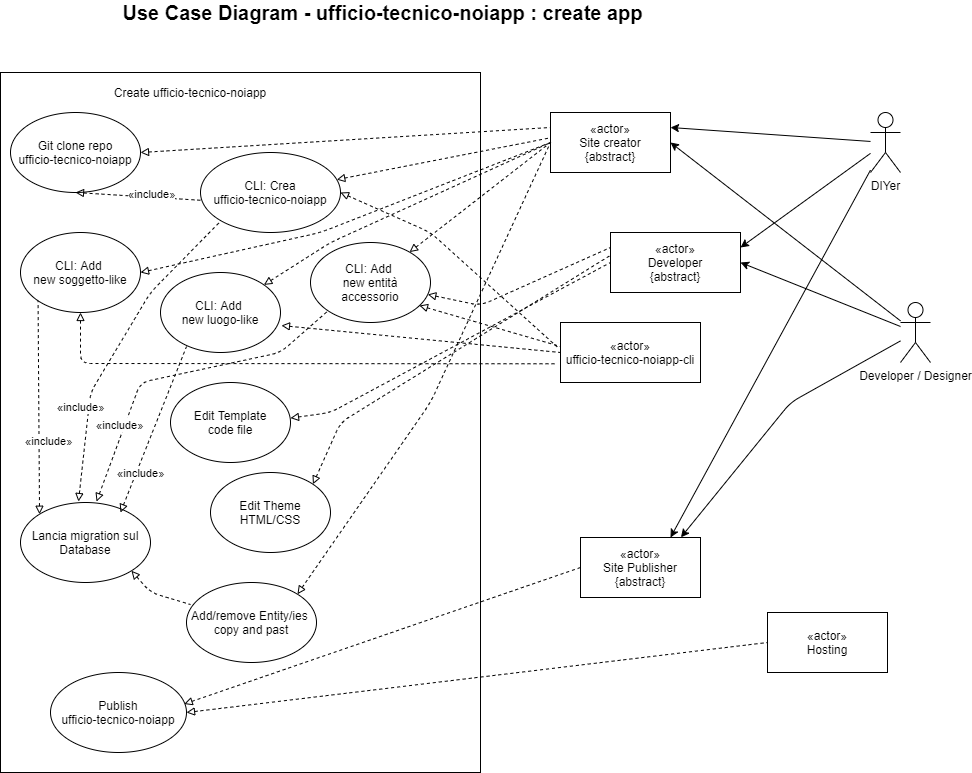 Use Case Diagram - ufficio-tecnico-noiapp : create app
Create ufficio-tecnico-noiapp
Git clone repo
ufficio-tecnico-noiapp
«include»
CLI: Crea
ufficio-tecnico-noiapp
CLI: Add
new soggetto-like
CLI: Add
new luogo-like
CLI: Add
new entità
accessorio
«include»
«include»
«include»
«include»
Edit Template
code file
Edit Theme
HTML/CSS
Lancia migration sul
Database
Add/remove Entity/ies
copy and past
Publish
ufficio-tecnico-noiapp
«actor»
Site creator
{abstract}
«actor»
Developer
{abstract}
«actor»
ufficio-tecnico-noiapp-cli
«actor»
Site Publisher
{abstract}
«actor»
Hosting
DIYer
Developer / Designer